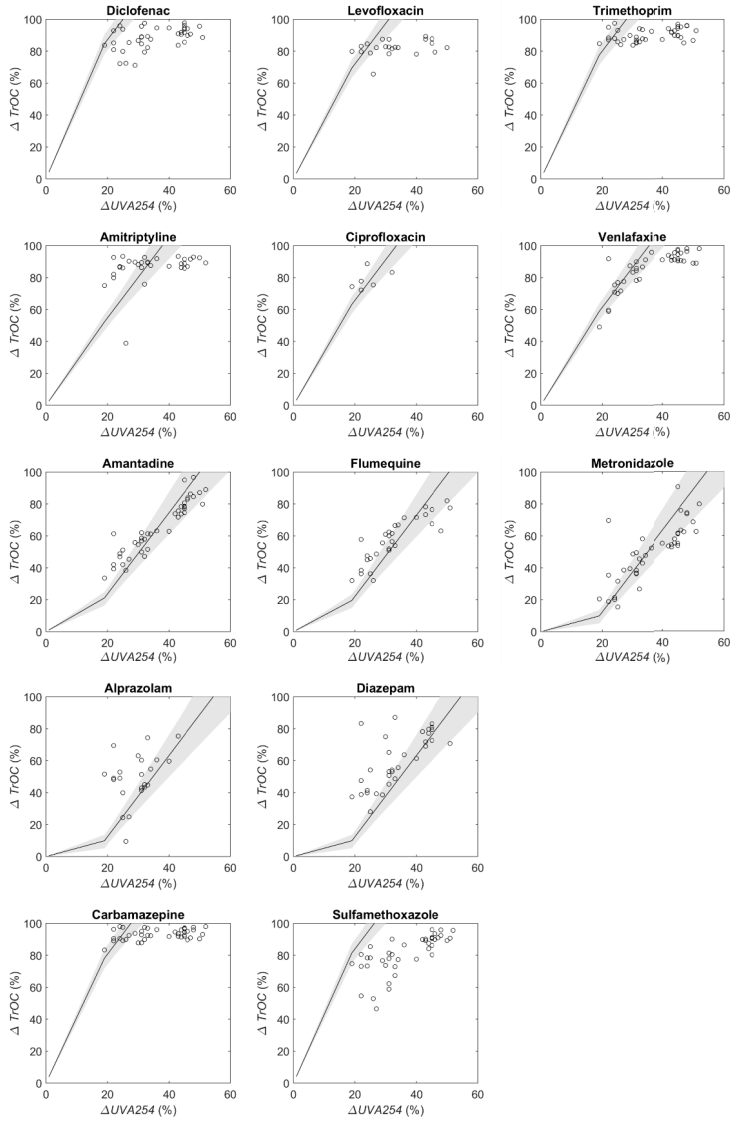 Diclofenac
Levofloxacin
Trimethoprim
100
80
60
40
20
0
Δ TrOC (%)
0 20 40 60
ΔUVA254 (%)
100
80
60
40
20
0
Δ TrOC (%)
0 20 40 60
ΔUVA254 (%)
100
80
60
40
20
0
Δ TrOC (%)
0 20 40 60
ΔUVA254 (%)
Amitriptyline
Ciprofloxacin
Venlafaxine
100
80
60
40
20
0
Δ TrOC (%)
0 20 40 60
ΔUVA254 (%)
100
80
60
40
20
0
Δ TrOC (%)
0 20 40 60
ΔUVA254 (%)
100
80
60
40
20
0
Δ TrOC (%)
0 20 40 60
ΔUVA254 (%)
Amantadine
Flumequine
Metronidazole
100
80
60
40
20
0
Δ TrOC (%)
0 20 40 60
ΔUVA254 (%)
100
80
60
40
20
0
Δ TrOC (%)
0 20 40 60
ΔUVA254 (%)
100
80
60
40
20
0
Δ TrOC (%)
0 20 40 60
ΔUVA254 (%)
Alprazolam
Diazepam
100
80
60
40
20
0
Δ TrOC (%)
0 20 40 60
ΔUVA254 (%)
100
80
60
40
20
0
Δ TrOC (%)
0 20 40 60
ΔUVA254 (%)
Carbamazepine
Sulfamethoxazole
100
80
60
40
20
0
Δ TrOC (%)
0 20 40 60
ΔUVA254 (%)
100
80
60
40
20
0
Δ TrOC (%)
0 20 40 60
ΔUVA254 (%)